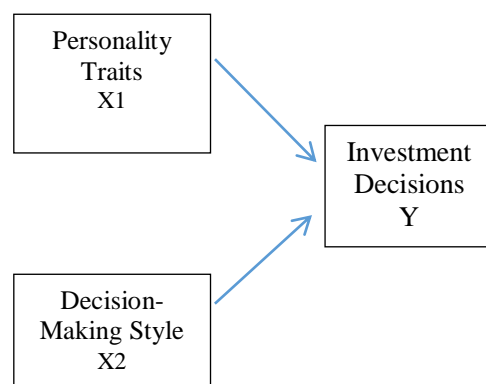 Personality
Traits
X1
Investment
Decisions
Y
Decision-
Making Style
X2